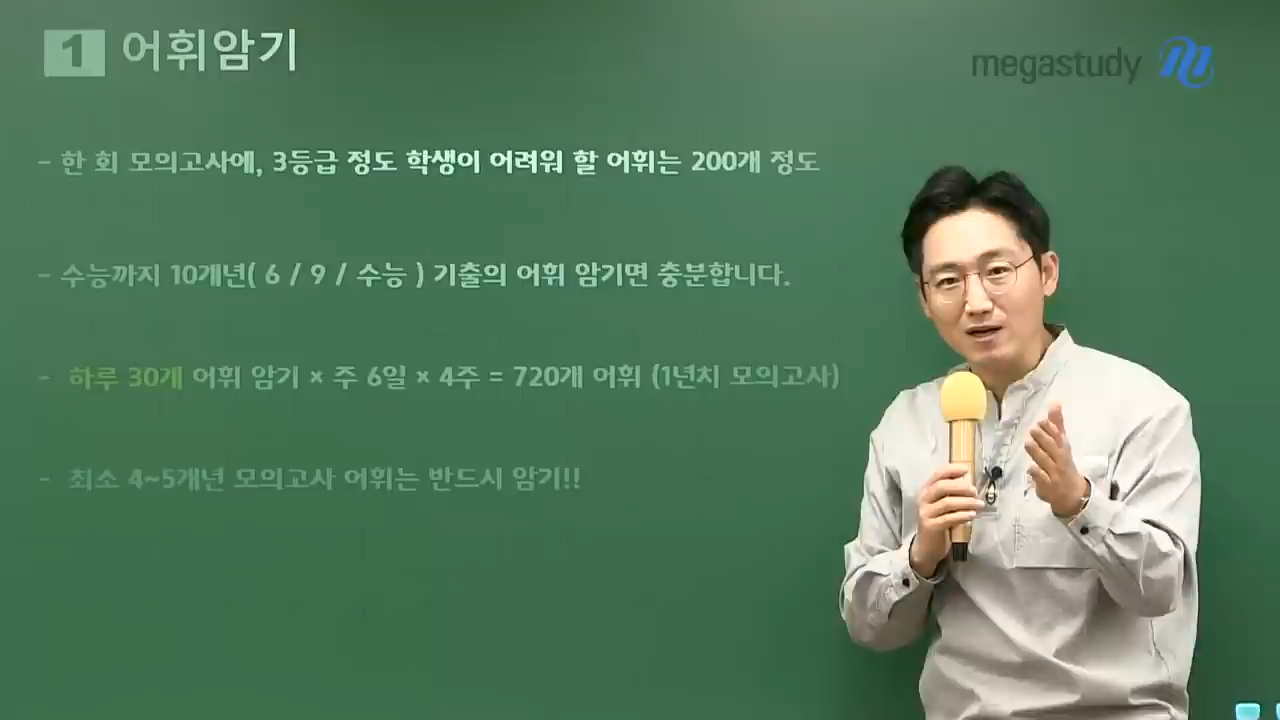 1 어휘암기
megastudy
- 한 회 모의고사에, 3등급 정도 학생이 어려워 할 어휘는 200개 정도
- 수능까지 10개년( 6 / 9 / 수능 ) 기출의 어휘 암기면 충분합니다.
- 하루 30개 어휘 암기 × 주 6일 × 4주 = 720개 어휘 (1년치 모의고사)
- 최소 4~5개년 모의고사 어휘는 반드시 암기!!